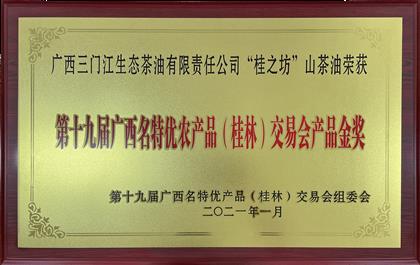 广西三门江生态茶油有限责任公司“桂之坊”山茶油荣获
第十九届广西名特优农产品（桂林）交易会产品金奖
第十九届广西名特优产品（桂林）交易会组委会
二〇二一年一月